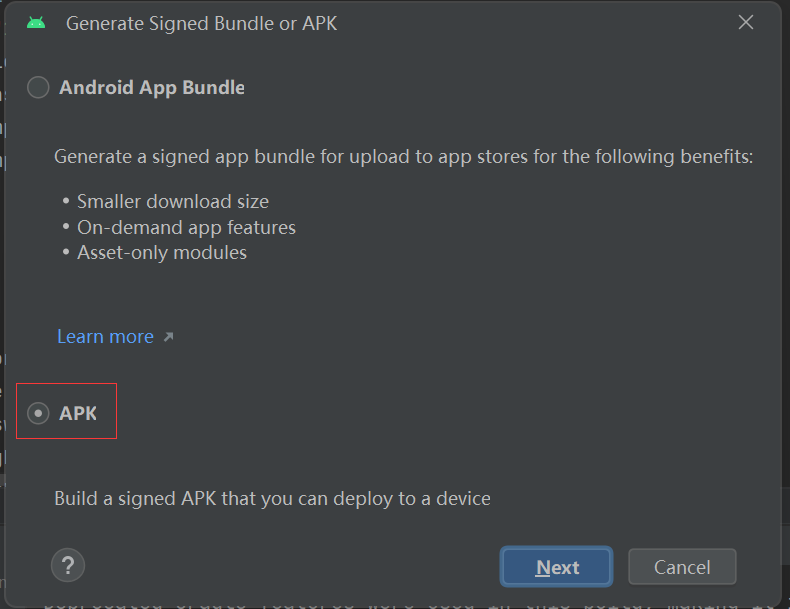 Generate Signed Bundle or APK
Android App Bundle
Generate a signed app bundle for upload to app stores for the following benefits:
• Smaller download size
• On-demand app features
• Asset-only modules
Learn more ↗
APK
Build a signed APK that you can deploy to a device
? Next Cancel